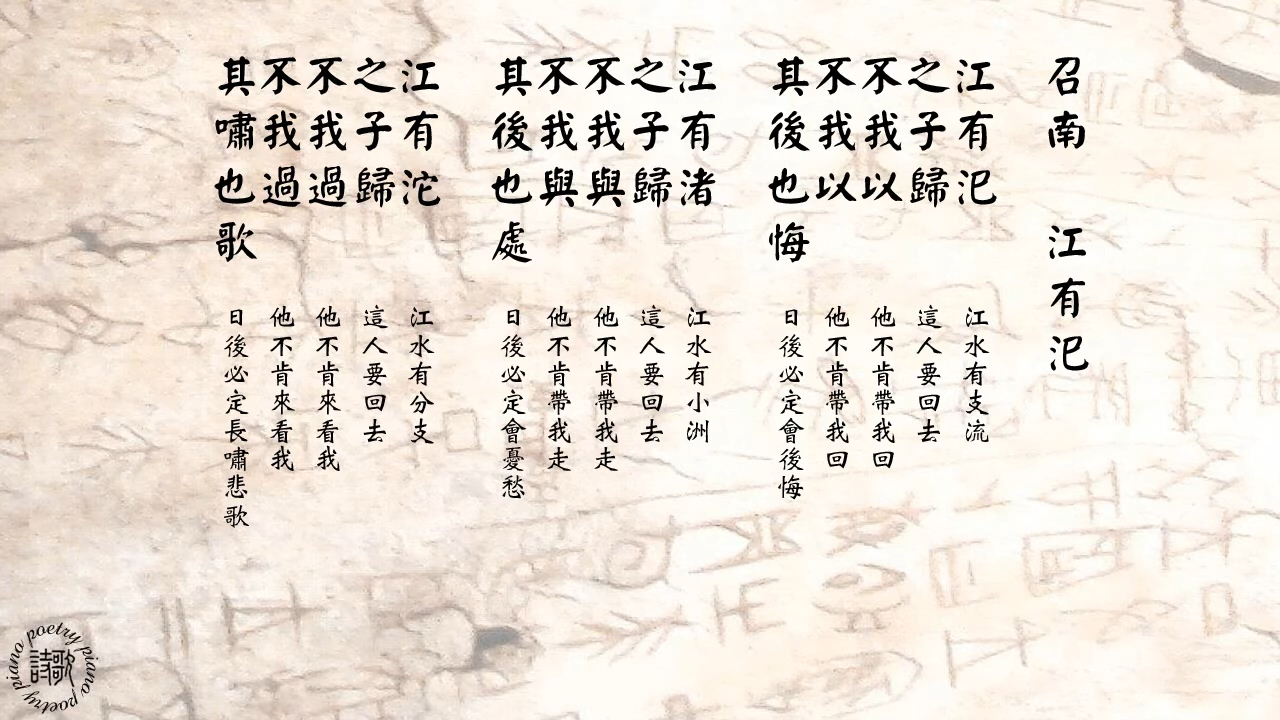 召南　江有汜
江有汜
之子歸
不我以
不我以
其後也悔
江水有支流
這人要回去
他不肯帶我回
他不肯帶我回
日後必定會後悔
江有渚
之子歸
不我與
不我與
其後也處
江水有小洲
這人要回去
他不肯帶我走
他不肯帶我走
日後必定會憂愁
江有沱
之子歸
不我過
不我過
其嘯也歌
江水有分支
這人要回去
他不肯來看我
他不肯來看我
日後必定長嘯悲歌
poetry piano poetry piano
詩歌